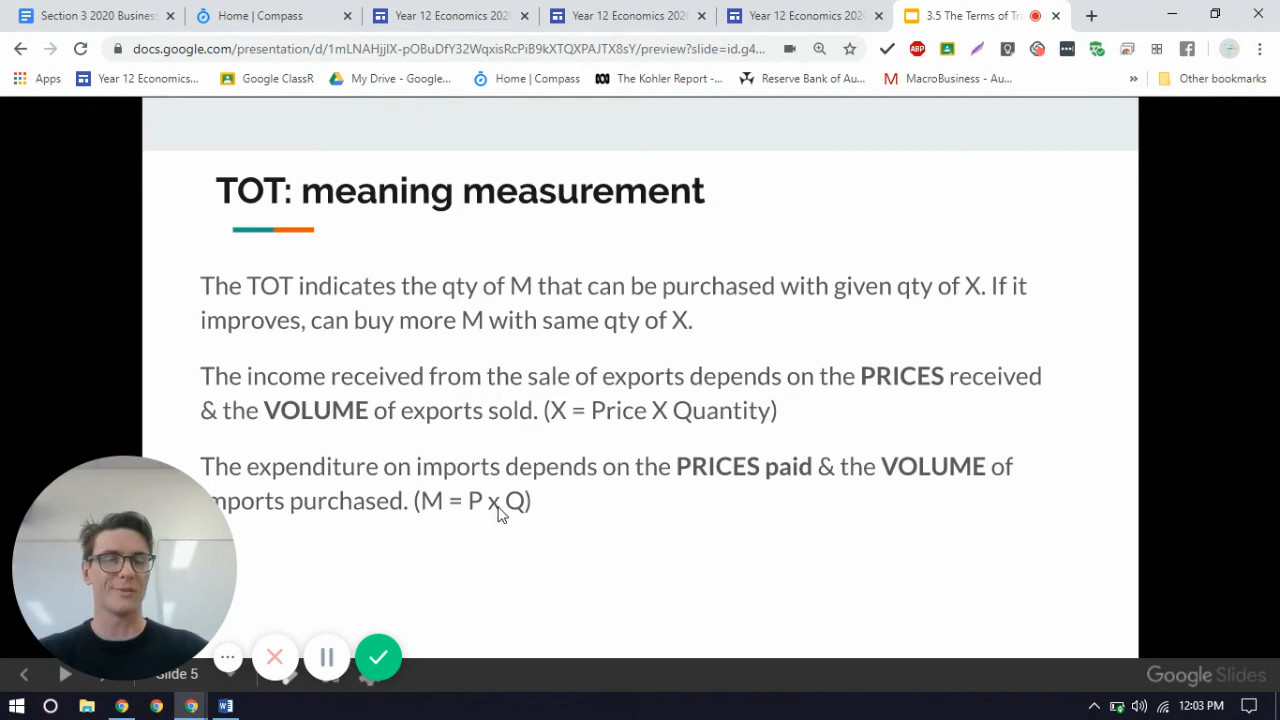 Section 3 2020 Business
Home | Compass
Year 12 Economics 202
Year 12 Economics 202
Year 12 Economics 202
3.5 The Terms of Tr
docs.google.com/presentation/d/1mLNAHjjIX-pOBuDfY32WqxisRcPiB9kXTQXPAJTX8sY/preview?slide=id.g4...
ABP
Apps
Year 12 Economics...
Google ClassR
My Drive - Google...
Home | Compass
The Kohler Report -...
Reserve Bank of Au...
M MacroBusiness - Au...
»
Other bookmarks
TOT: meaning measurement
The TOT indicates the qty of M that can be purchased with given qty of X. If it
improves, can buy more M with same qty of X.
The income received from the sale of exports depends on the PRICES received
& the VOLUME of exports sold. (X = Price X Quantity)
The expenditure on imports depends on the PRICES paid & the VOLUME of
imports purchased. (M = P x Q)
Slide 5
Google Slides
12:03 PM